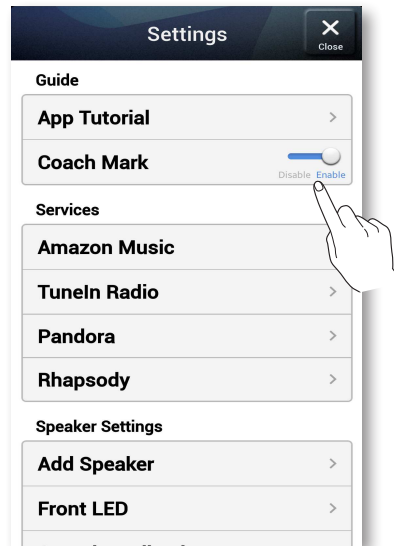 Settings
Close
Guide
App Tutorial
Coach Mark
Disable Enable
Services
Amazon Music
TuneIn Radio
Pandora
Rhapsody
Speaker Settings
Add Speaker
Front LED